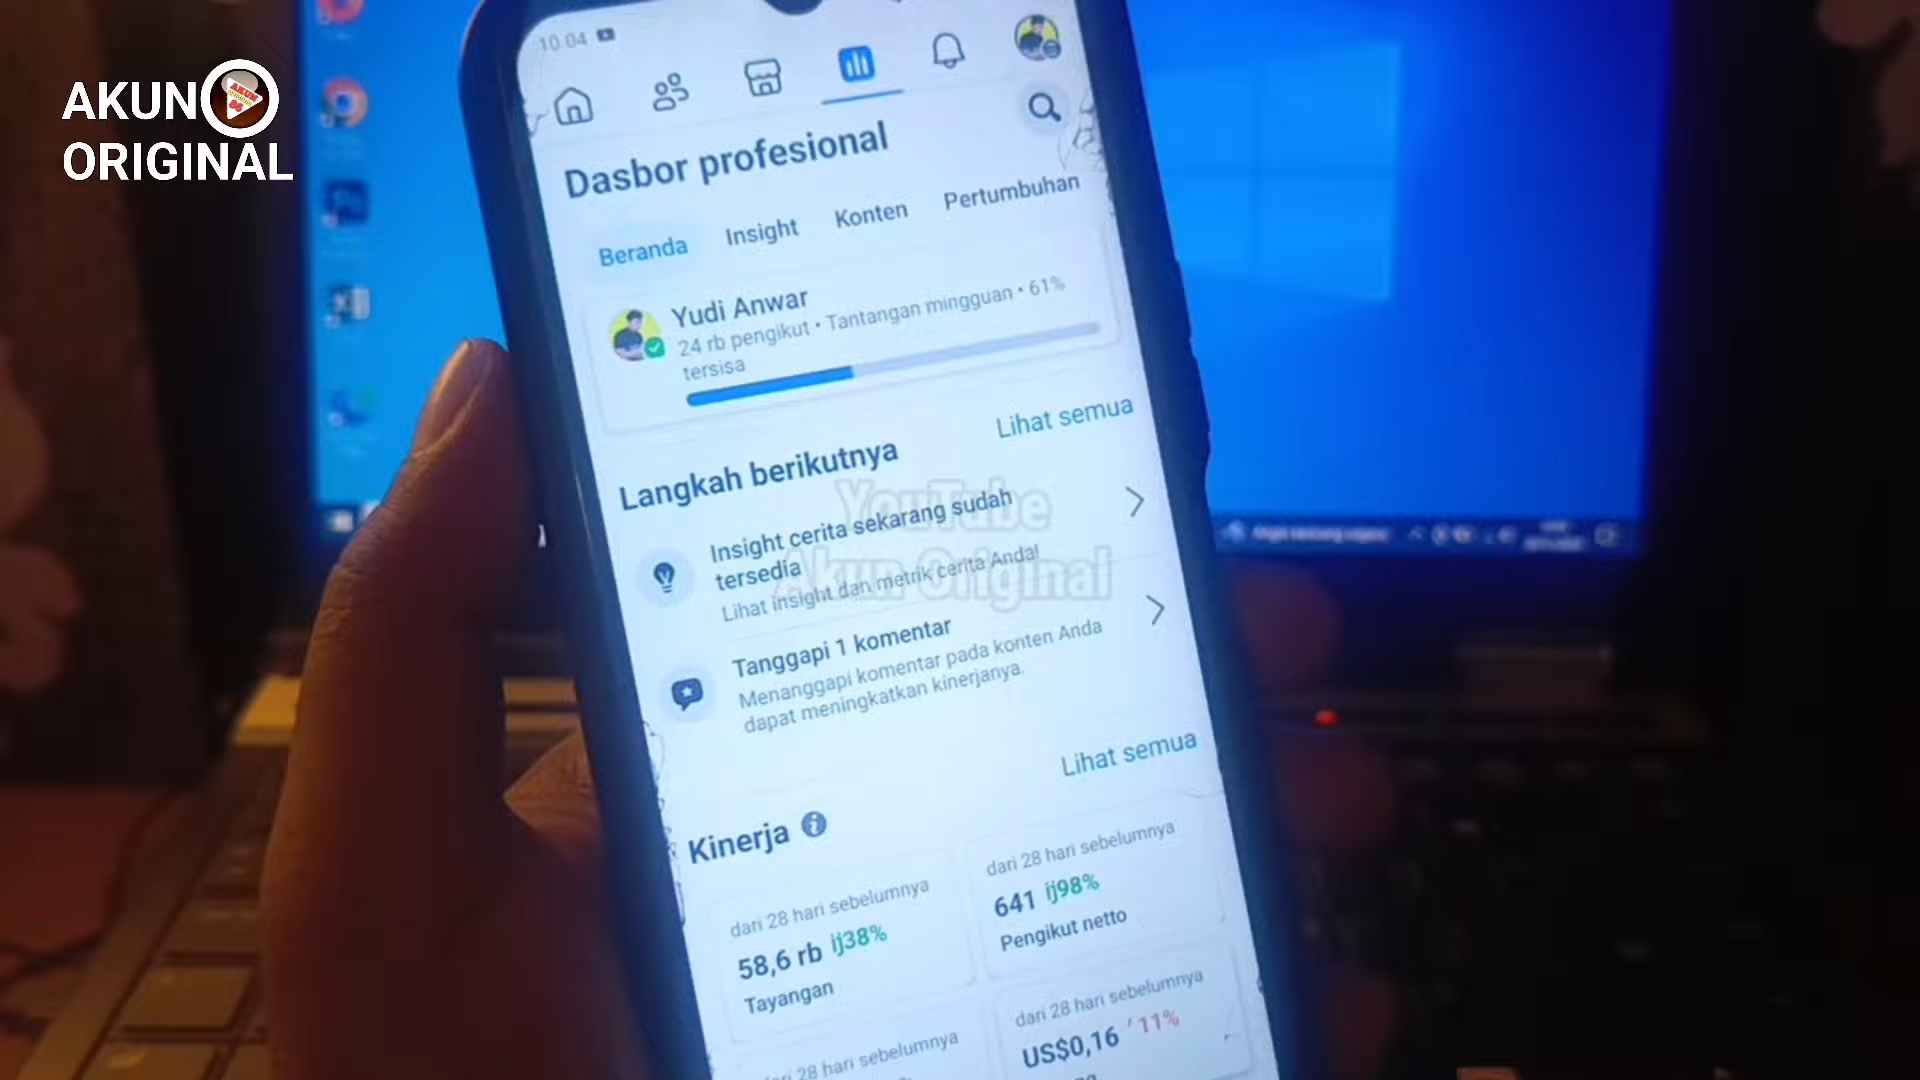 AKUN
ORIGINAL
10.04
Dasbor profesional
Beranda
Insight
Konten
Pertumbuhan
Yudi Anwar
24 rb pengikut • Tantangan mingguan • 61%
tersisa
Langkah berikutnya
Lihat semua
Insight cerita sekarang sudah
tersedia
Lihat insight dan metrik cerita Anda!
YouTube
Akun Original
Tanggapi 1 komentar
Menanggapi komentar pada konten Anda
dapat meningkatkan kinerjanya.
Kinerja
Lihat semua
dari 28 hari sebelumnya
58,6 rb ij38%
Tayangan
dari 28 hari sebelumnya
641 ij98%
Pengikut netto
28 hari sebelumnya
dari 28 hari sebelumnya
US$0,16 11%